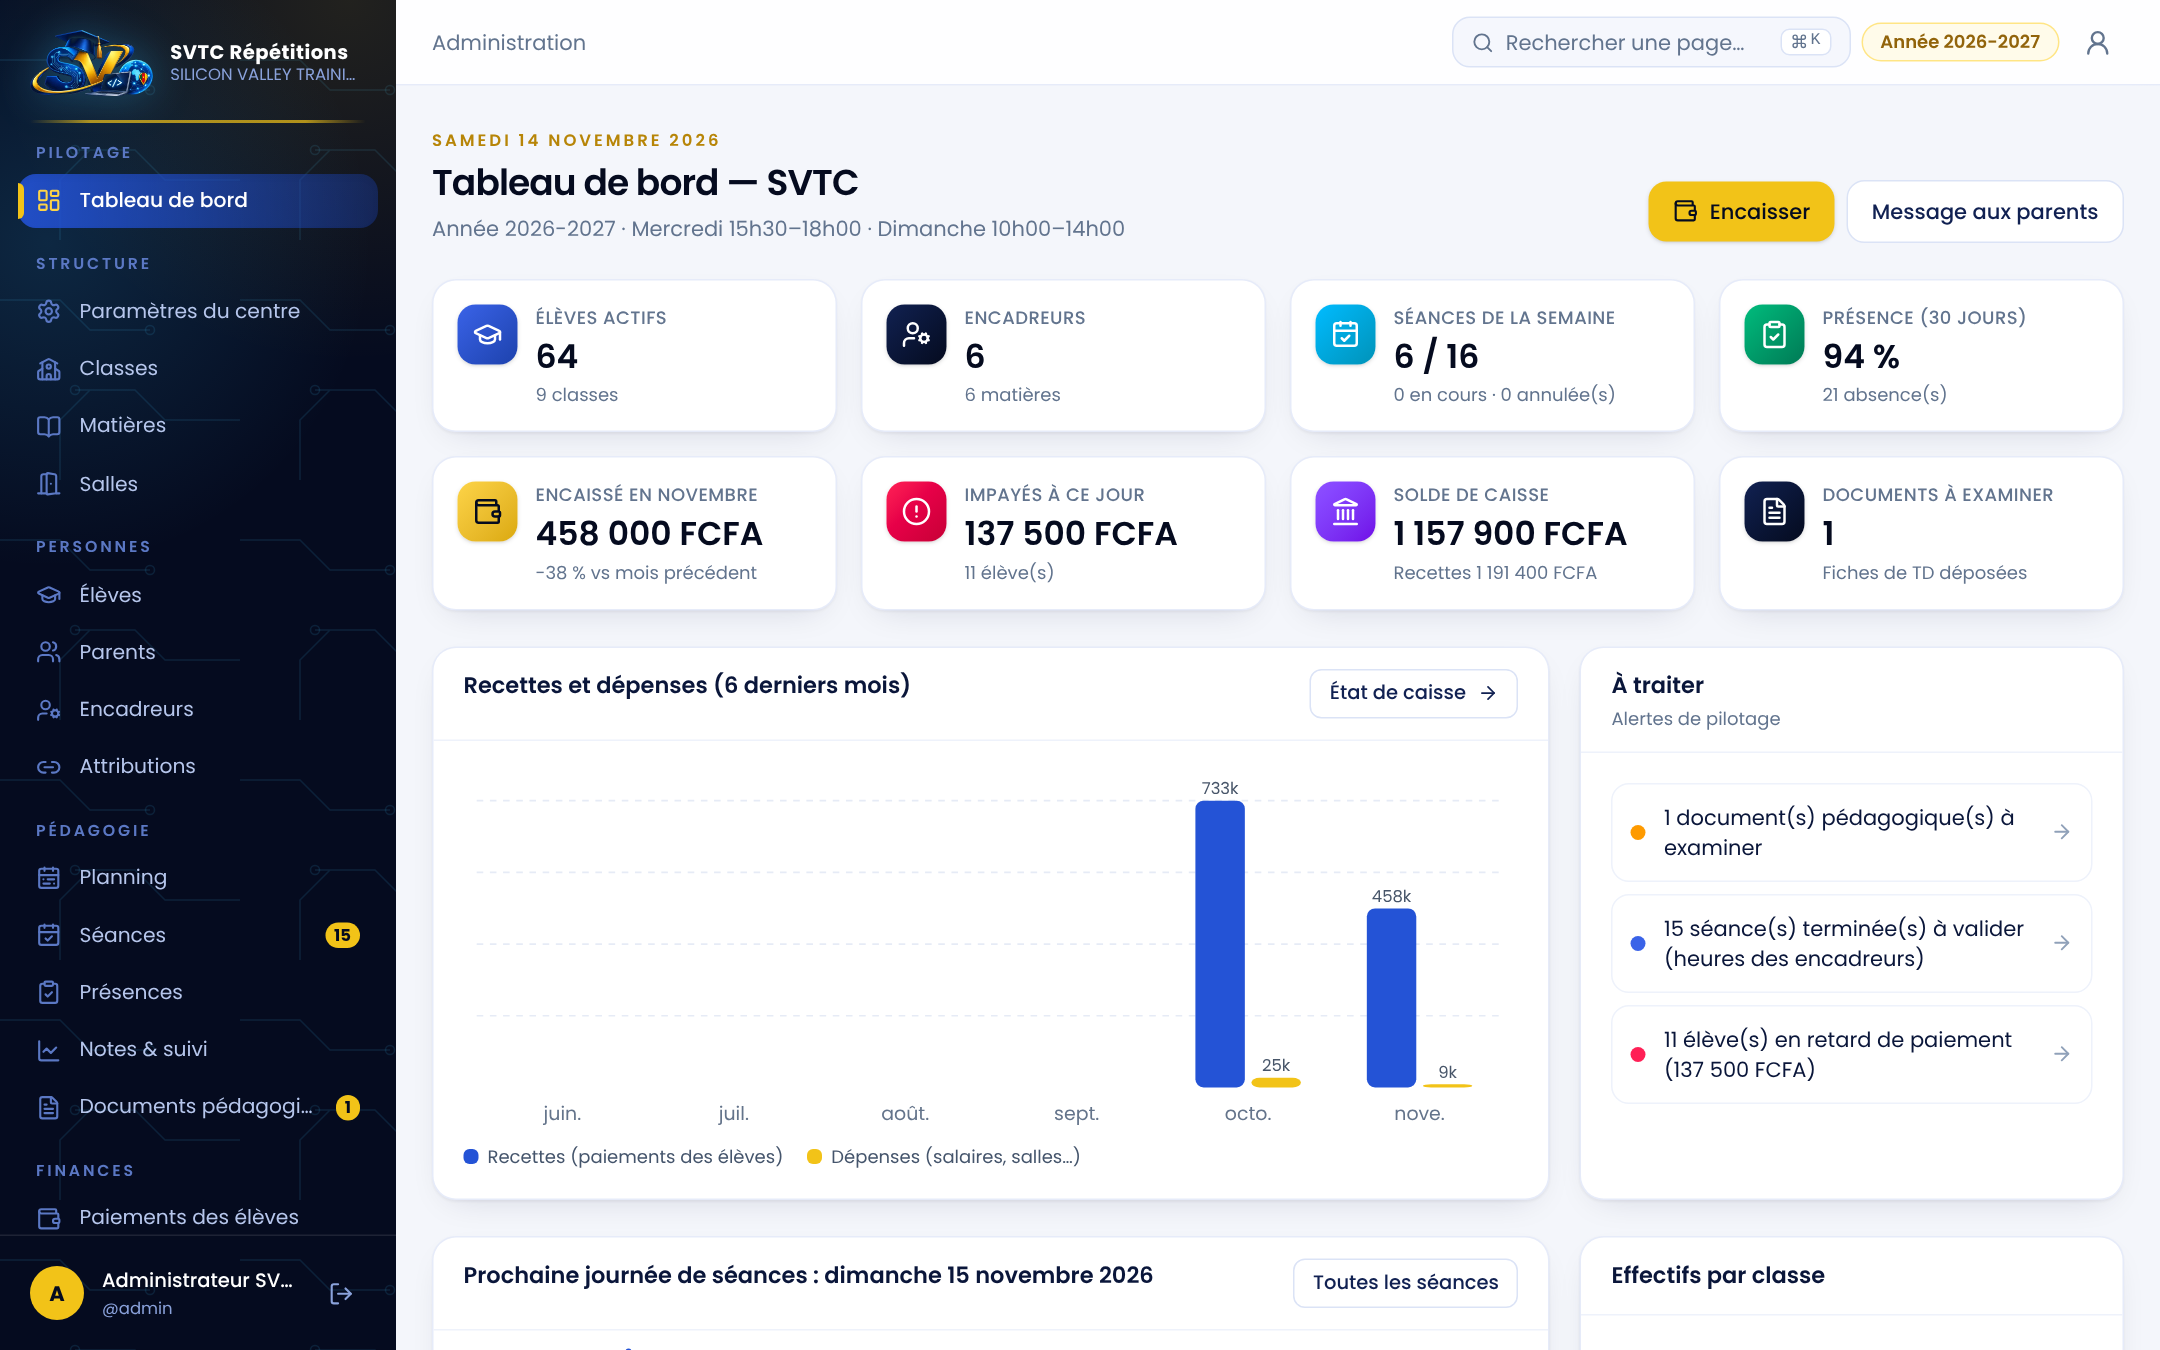 SVTC Répétitions
SILICON VALLEY TRAINI...
PILOTAGE
Tableau de bord
STRUCTURE
Paramètres du centre
Classes
Matières
Salles
PERSONNES
Élèves
Parents
Encadreurs
Attributions
PÉDAGOGIE
Planning
Séances 15
Présences
Notes & suivi
Documents pédagogi... 1
FINANCES
Paiements des élèves
A
Administrateur SV...
@admin
Administration
Rechercher une page... ⌘ K
Année 2026-2027
SAMEDI 14 NOVEMBRE 2026
Tableau de bord — SVTC
Année 2026-2027 · Mercredi 15h30–18h00 · Dimanche 10h00–14h00
Encaisser
Message aux parents
ÉLÈVES ACTIFS
64
9 classes
ENCADREURS
6
6 matières
SÉANCES DE LA SEMAINE
6 / 16
0 en cours · 0 annulée(s)
PRÉSENCE (30 JOURS)
94 %
21 absence(s)
ENCAISSÉ EN NOVEMBRE
458 000 FCFA
-38 % vs mois précédent
IMPAYÉS À CE JOUR
137 500 FCFA
11 élève(s)
SOLDE DE CAISSE
1 157 900 FCFA
Recettes 1 191 400 FCFA
DOCUMENTS À EXAMINER
1
Fiches de TD déposées
Recettes et dépenses (6 derniers mois)
État de caisse →
733k
458k
25k
9k
juin. juil. août. sept. octo. nove.
Recettes (paiements des élèves) Dépenses (salaires, salles...)
À traiter
Alertes de pilotage
1 document(s) pédagogique(s) à
examiner
15 séance(s) terminée(s) à valider
(heures des encadreurs)
11 élève(s) en retard de paiement
(137 500 FCFA)
Prochaine journée de séances : dimanche 15 novembre 2026
Toutes les séances
Effectifs par classe